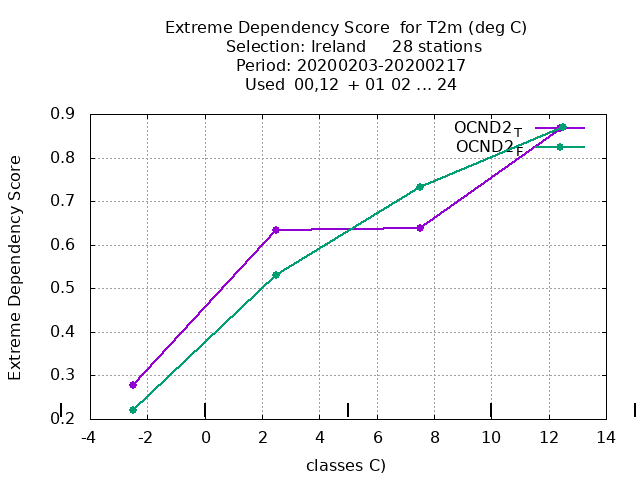 Extreme Dependency Score  for T2m (deg C)
Selection: Ireland     28 stations
Period: 20200203-20200217
Used  00,12  + 01 02 ... 24
OCND2T
OCND2F
Extreme Dependency Score
0.9
0.8
0.7
0.6
0.5
0.4
0.3
0.2
-4 -2 0 2 4 6 8 10 12 14
classes C)